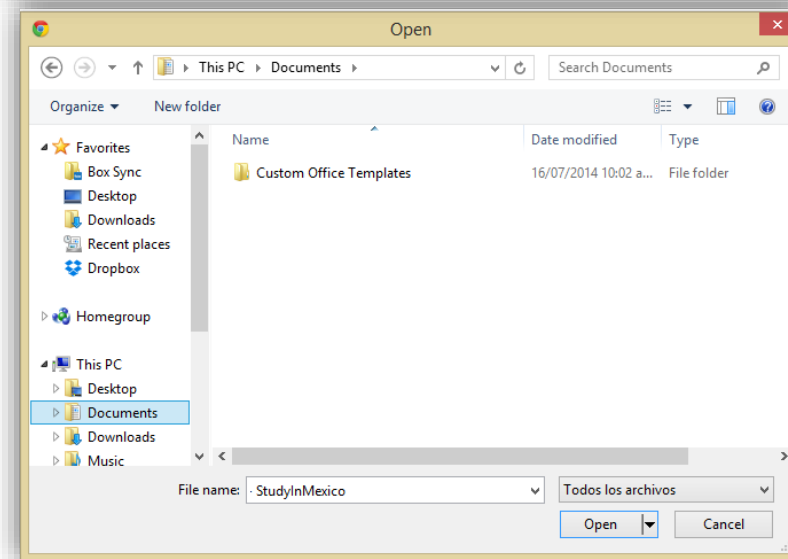 Open
This PC Documents Search Documents
Organize New folder
Name Date modified Type
Favorites
Box Sync
Desktop
Downloads
Recent places
Dropbox
Homegroup
This PC
Desktop
Documents
Downloads
Music
Custom Office Templates 16/07/2014 10:02 a... File folder
File name: - StudyInMexico Todos los archivos
Open Cancel